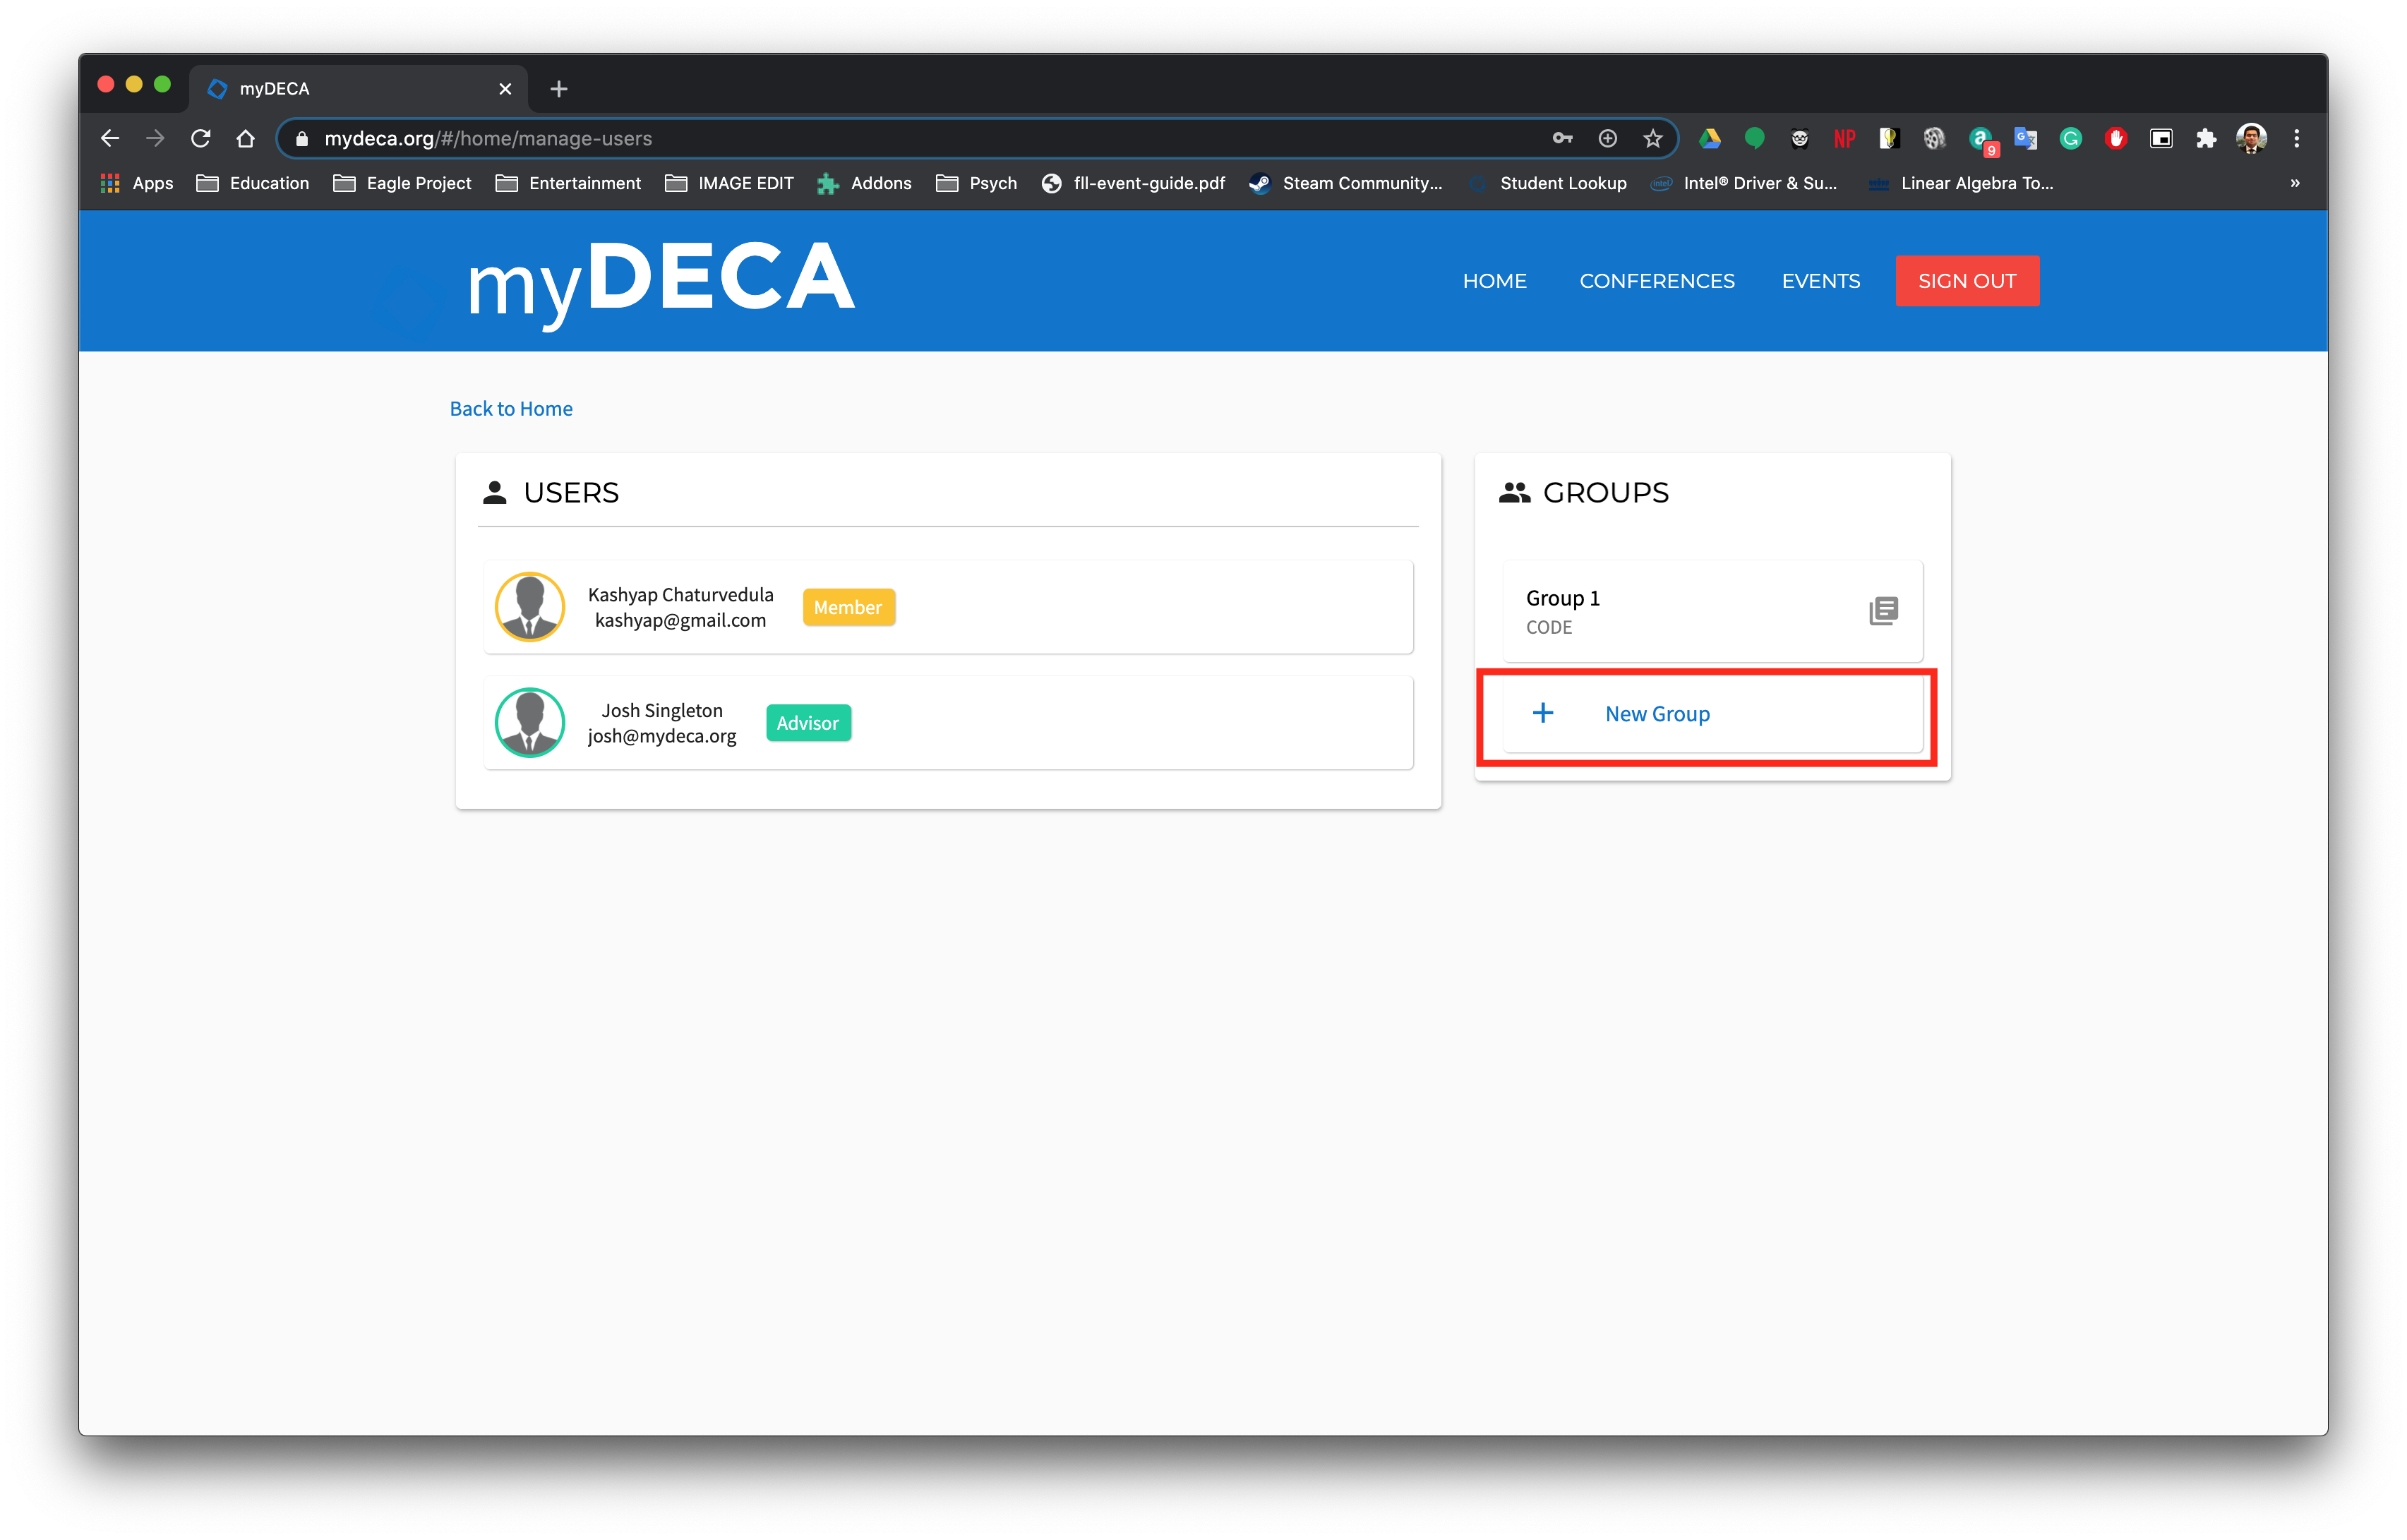 myDECA
mydeca.org/#/home/manage-users
NP
a
9
G
Apps
Education
Eagle Project
Entertainment
IMAGE EDIT
Addons
Psych
fll-event-guide.pdf
Steam Community...
Student Lookup
intel
Intel® Driver & Su...
Linear Algebra To...
»
myDECA
HOME
CONFERENCES
EVENTS
SIGN OUT
Back to Home
USERS
Kashyap Chaturvedula
kashyap@gmail.com
Member
Josh Singleton
josh@mydeca.org
Advisor
GROUPS
Group 1
CODE
+ New Group